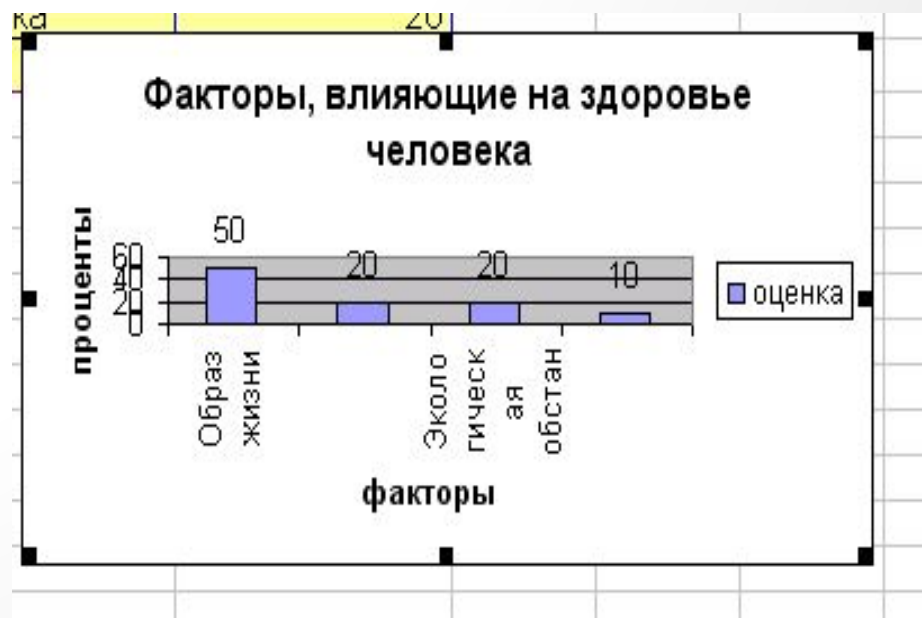 ка 20
Факторы, влияющие на здоровье
человека
проценты
60
40
20
0
50
20
20
10
оценка
Образ
жизни
Эколо
гическ
ая
обстан
факторы